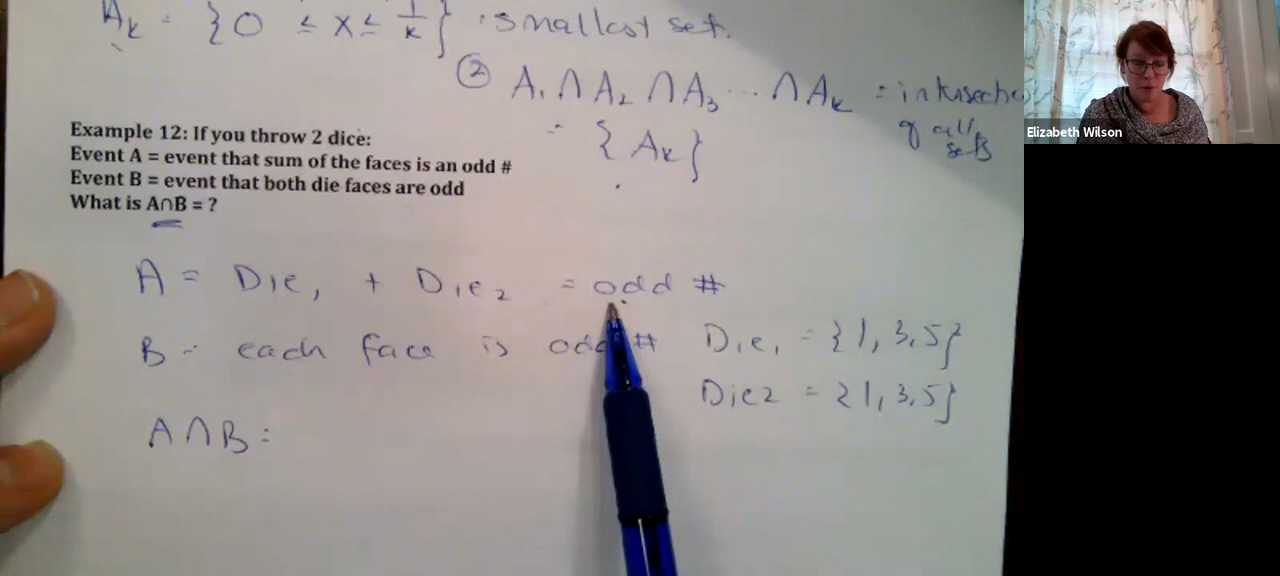 Aₖ = {0 ≤ x ≤ 1/k} : smallest set.
② A₁ ∩ A₂ ∩ A₃ ... ∩ Aₖ = intersection
of all sets
= {Aₖ}
Elizabeth Wilson
Example 12: If you throw 2 dice:
Event A = event that sum of the faces is an odd #
Event B = event that both die faces are odd
What is A∩B = ?
A = Die₁ + Die₂ = odd #
B = each face is odd # Die₁ = {1, 3, 5}
Die2 = {1, 3, 5}
A∩B =